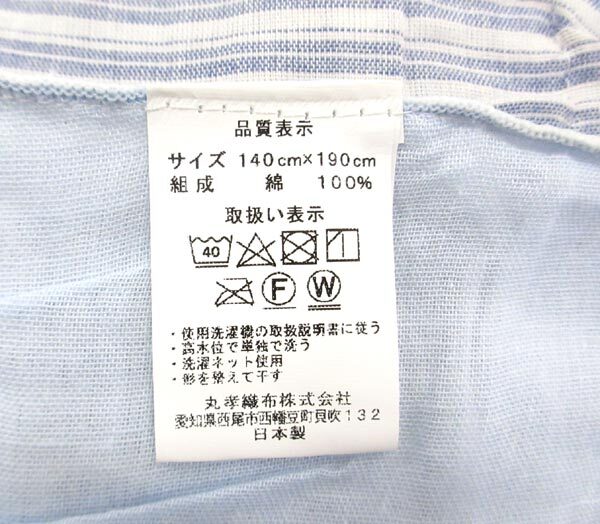 品質表示
サイズ 140cm×190cm
組成 綿 100%
取扱い表示
40
F W
・使用洗濯機の取扱説明書に従う
・高水位で単独で洗う
・洗濯ネット使用
・形を整えて干す
丸孝織布株式会社
愛知県西尾市西幡豆町貝吹132
日本製